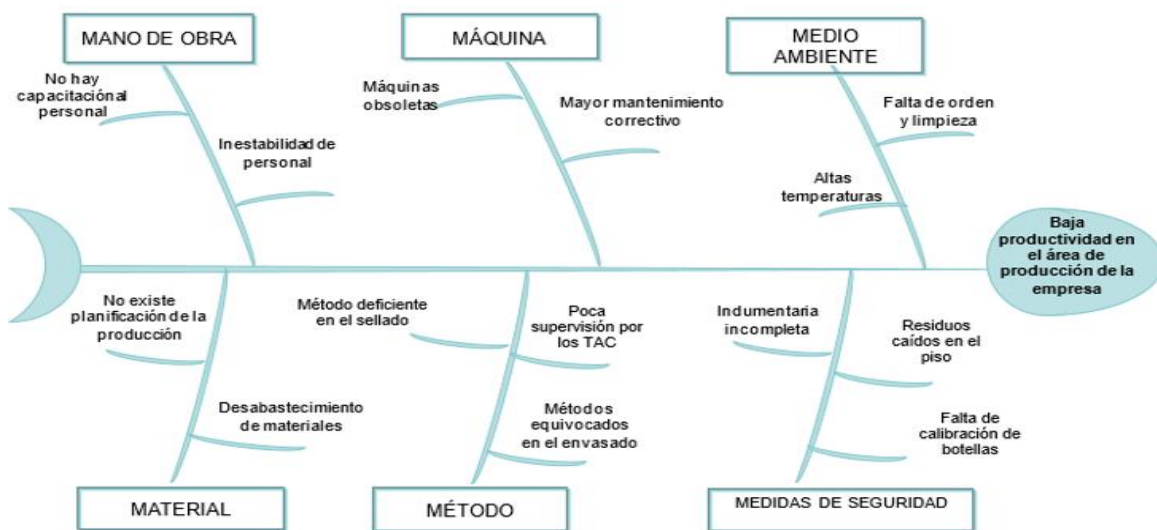 MANO DE OBRA
MÁQUINA
MEDIO
AMBIENTE
No hay
capacitaciónal
personal
Inestabilidad de
personal
Máquinas
obsoletas
Mayor mantenimiento
correctivo
Falta de orden
y limpieza
Altas
temperaturas
Baja
productividad en
el área de
producción de la
empresa
No existe
planificación de la
producción
Desabastecimiento
de materiales
Método deficiente
en el sellado
Poca
supervisión por
los TAC
Métodos
equivocados
en el envasado
Indumentaria
incompleta
Residuos
caídos en el
piso
Falta de
calibración de
botellas
MATERIAL
MÉTODO
MEDIDAS DE SEGURIDAD